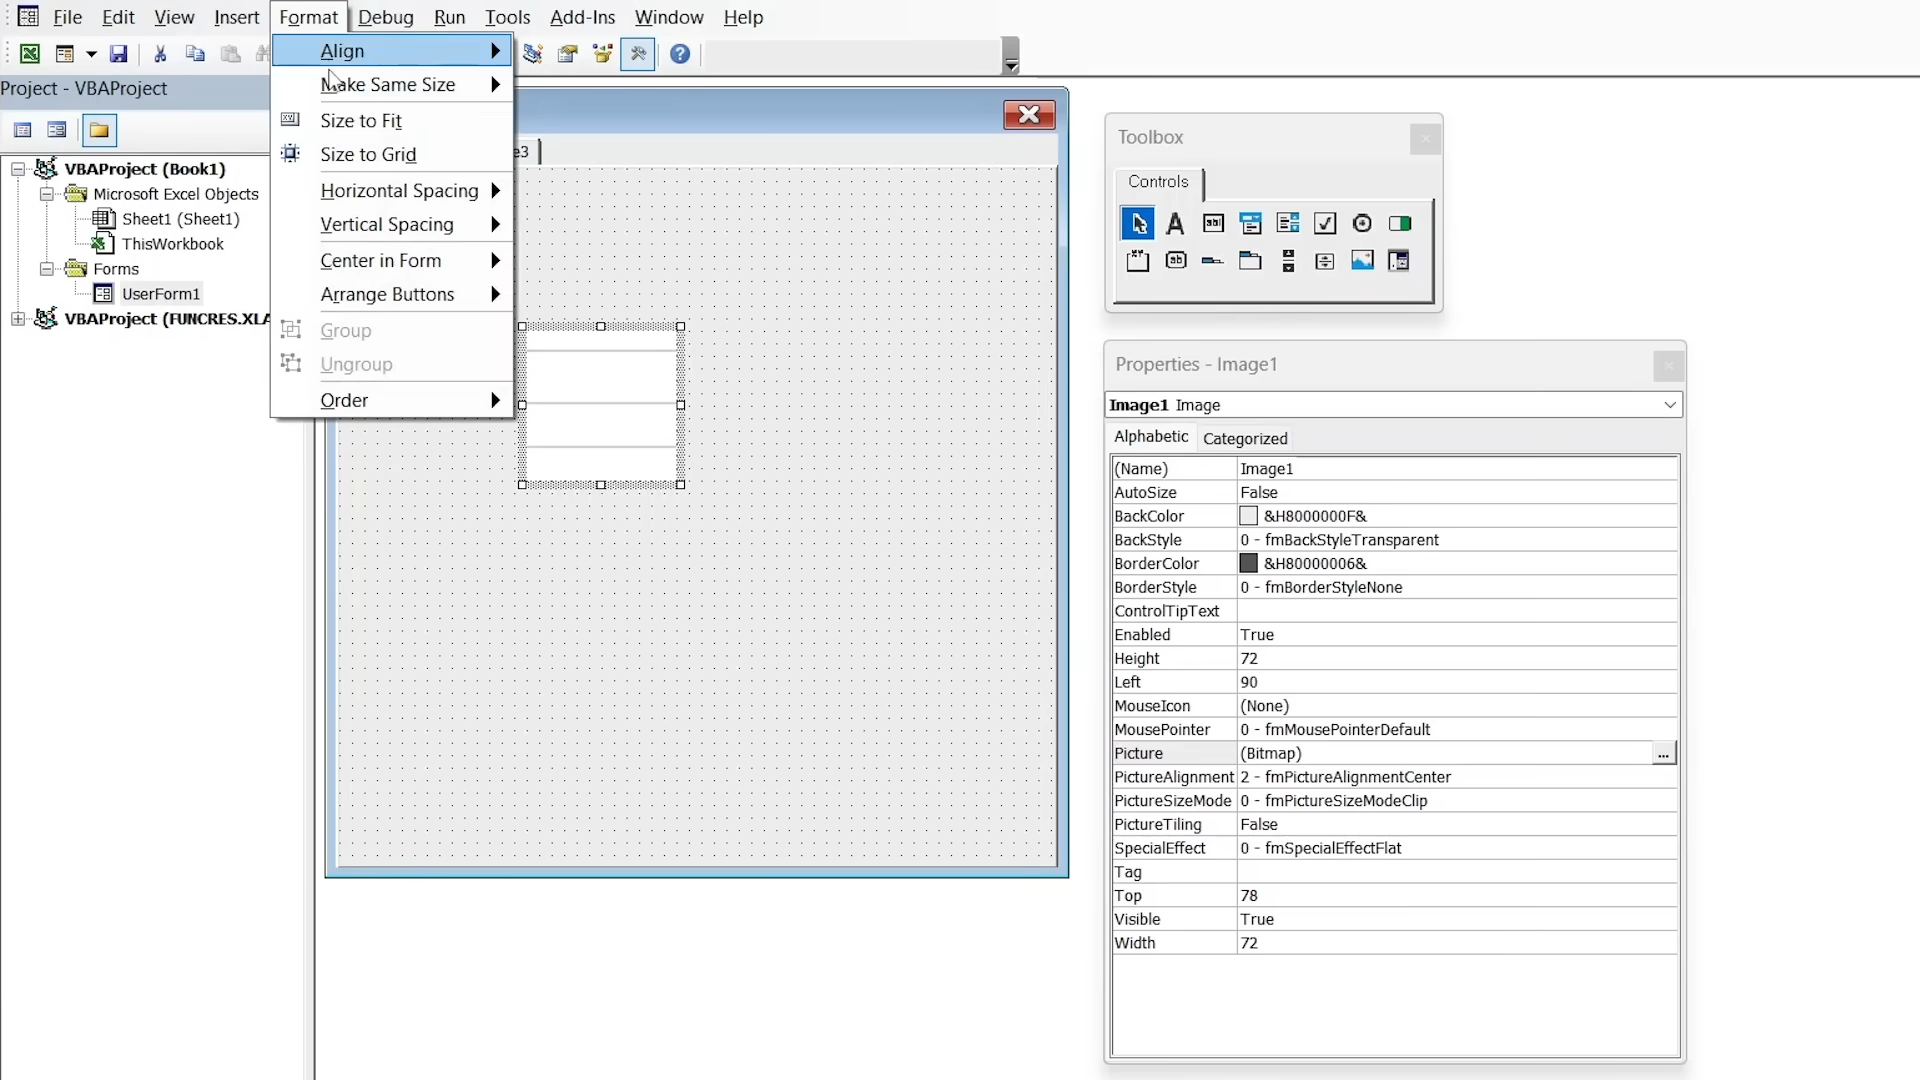 File Edit View Insert Format Debug Run Tools Add-Ins Window Help
Project - VBAProject
VBAProject (Book1)
Microsoft Excel Objects
Sheet1 (Sheet1)
ThisWorkbook
Forms
UserForm1
VBAProject (FUNCRES.XLA
Align
Make Same Size
Size to Fit
Size to Grid
Horizontal Spacing
Vertical Spacing
Center in Form
Arrange Buttons
Group
Ungroup
Order
e3
Toolbox
Controls
A
Properties - Image1
Image1 Image
Alphabetic Categorized
(Name) Image1
AutoSize False
BackColor &H8000000F&
BackStyle 0 - fmBackStyleTransparent
BorderColor &H80000006&
BorderStyle 0 - fmBorderStyleNone
ControlTipText
Enabled True
Height 72
Left 90
MouseIcon (None)
MousePointer 0 - fmMousePointerDefault
Picture (Bitmap) ...
PictureAlignment 2 - fmPictureAlignmentCenter
PictureSizeMode 0 - fmPictureSizeModeClip
PictureTiling False
SpecialEffect 0 - fmSpecialEffectFlat
Tag
Top 78
Visible True
Width 72